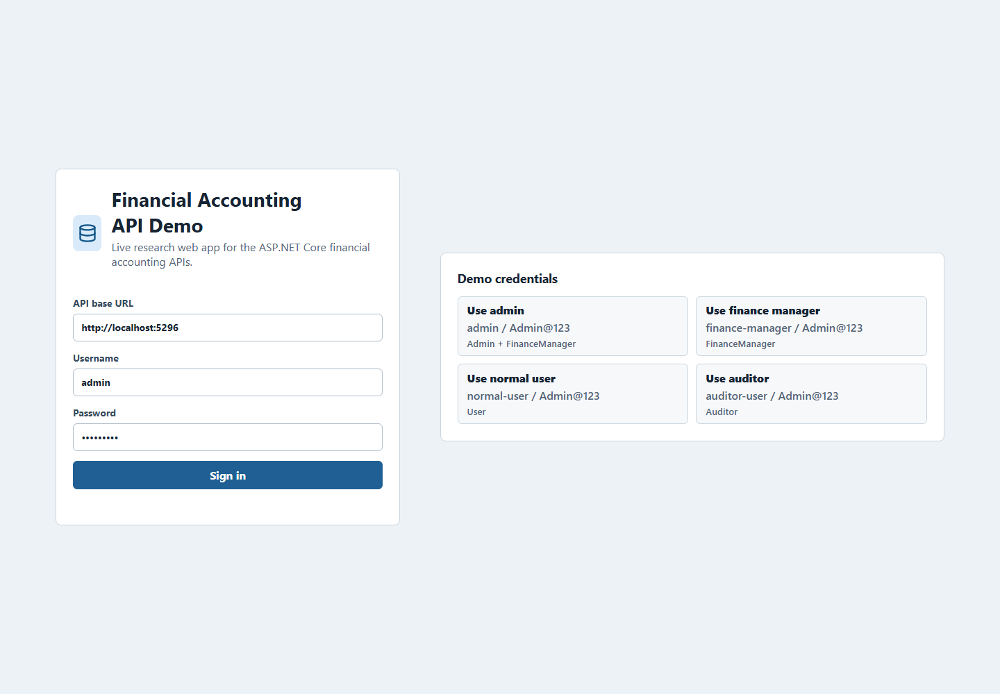 Financial Accounting
API Demo
Live research web app for the ASP.NET Core financial
accounting APIs.
API base URL
http://localhost:5296
Username
admin
Password
•••••••••
Sign in
Demo credentials
Use admin
admin / Admin@123
Admin + FinanceManager
Use finance manager
finance-manager / Admin@123
FinanceManager
Use normal user
normal-user / Admin@123
User
Use auditor
auditor-user / Admin@123
Auditor